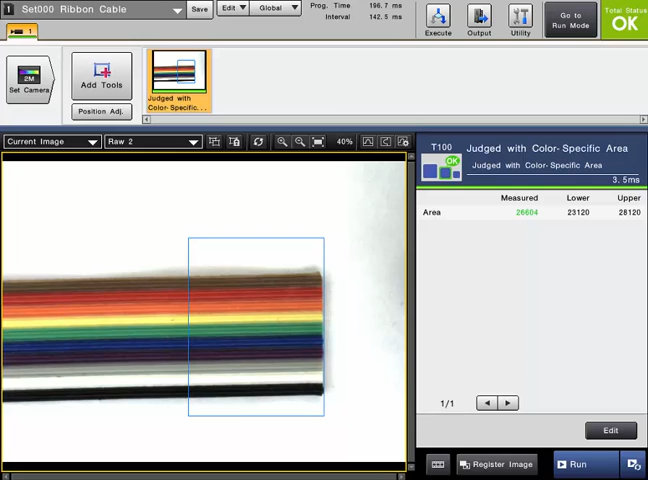 1 Set000 Ribbon Cable
Save
Edit
Global
Prog. Time 196.7 ms
Interval 142.5 ms
Execute
Output
Utility
Go to
Run Mode
Total Status
OK
1
2M
Set Camera
Add Tools
Position Adj.
Judged with
Color-Specific...
Current Image
Raw 2
40%
T100
OK
Judged with Color-Specific Area
Judged with Color-Specific Area
3.5ms
Measured Lower Upper
Area 26604 23120 28120
1/1
Edit
Register Image
Run